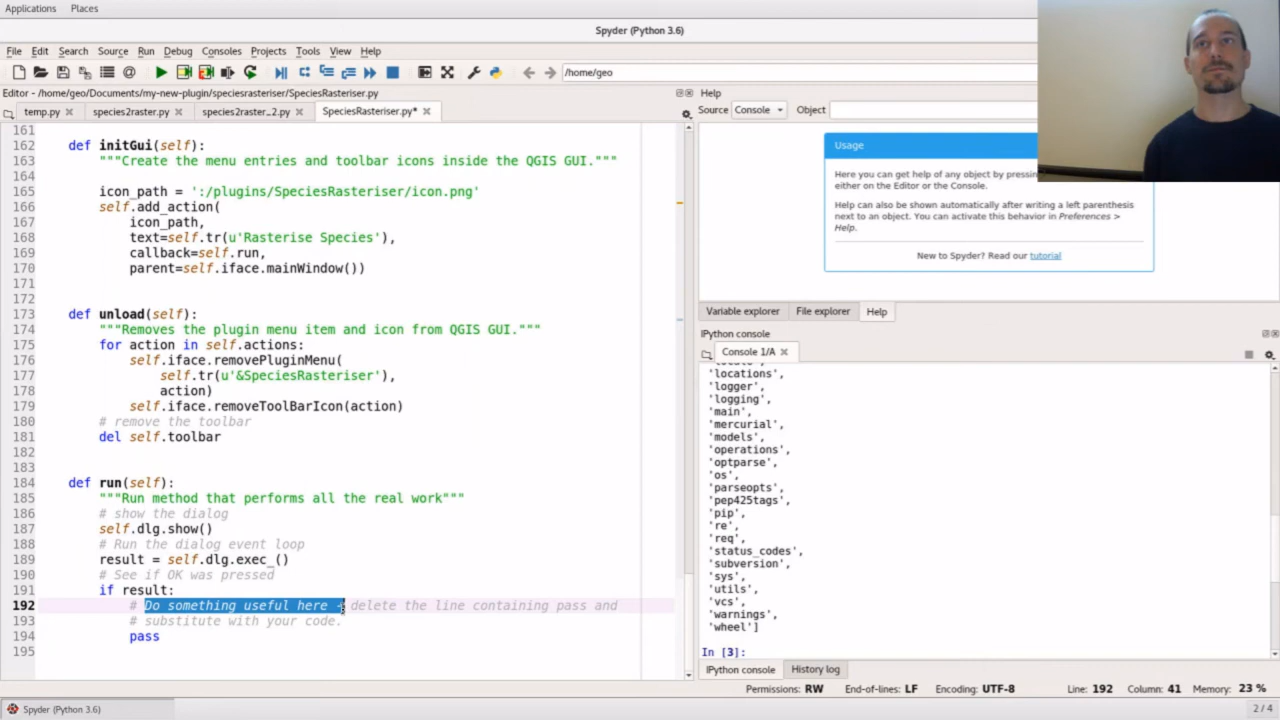 Applications Places
Spyder (Python 3.6)
File Edit Search Source Run Debug Consoles Projects Tools View Help
/home/geo
Editor - /home/geo/Documents/my-new-plugin/speciesrasteriser/SpeciesRasteriser.py
temp.py species2raster.py species2raster_2.py SpeciesRasteriser.py*
161
162 def initGui(self):
163 """Create the menu entries and toolbar icons inside the QGIS GUI."""
164
165 icon_path = ':/plugins/SpeciesRasteriser/icon.png'
166 self.add_action(
167 icon_path,
168 text=self.tr(u'Rasterise Species'),
169 callback=self.run,
170 parent=self.iface.mainWindow())
171
172
173 def unload(self):
174 """Removes the plugin menu item and icon from QGIS GUI."""
175 for action in self.actions:
176 self.iface.removePluginMenu(
177 self.tr(u'&SpeciesRasteriser'),
178 action)
179 self.iface.removeToolBarIcon(action)
180 # remove the toolbar
181 del self.toolbar
182
183
184 def run(self):
185 """Run method that performs all the real work"""
186 # show the dialog
187 self.dlg.show()
188 # Run the dialog event loop
189 result = self.dlg.exec_()
190 # See if OK was pressed
191 if result:
192 # Do something useful here - delete the line containing pass and
193 # substitute with your code.
194 pass
195
Help
Source Console Object
Usage
Here you can get help of any object by pressing
either on the Editor or the Console.
Help can also be shown automatically after writing a left parenthesis
next to an object. You can activate this behavior in Preferences >
Help.
New to Spyder? Read our tutorial
Variable explorer File explorer Help
IPython console
Console 1/A
'locations',
'logger',
'logging',
'main',
'mercurial',
'models',
'operations',
'optparse',
'os',
'parseopts',
'pep425tags',
'pip',
're',
'req',
'status_codes',
'subversion',
'sys',
'utils',
'vcs',
'warnings',
'wheel']
In [3]:
IPython console History log
Permissions: RW End-of-lines: LF Encoding: UTF-8 Line: 192 Column: 41 Memory: 23 %
Spyder (Python 3.6) 2 / 4